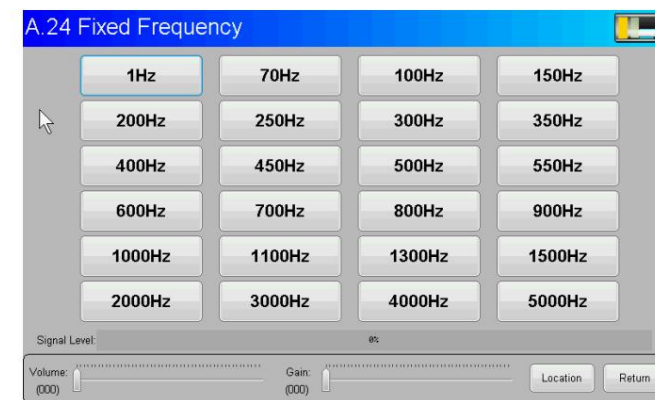 A.24 Fixed Frequency
1Hz 70Hz 100Hz 150Hz
200Hz 250Hz 300Hz 350Hz
400Hz 450Hz 500Hz 550Hz
600Hz 700Hz 800Hz 900Hz
1000Hz 1100Hz 1300Hz 1500Hz
2000Hz 3000Hz 4000Hz 5000Hz
Signal Level: 0%
Volume: Gain: Location Return
(000) (000)